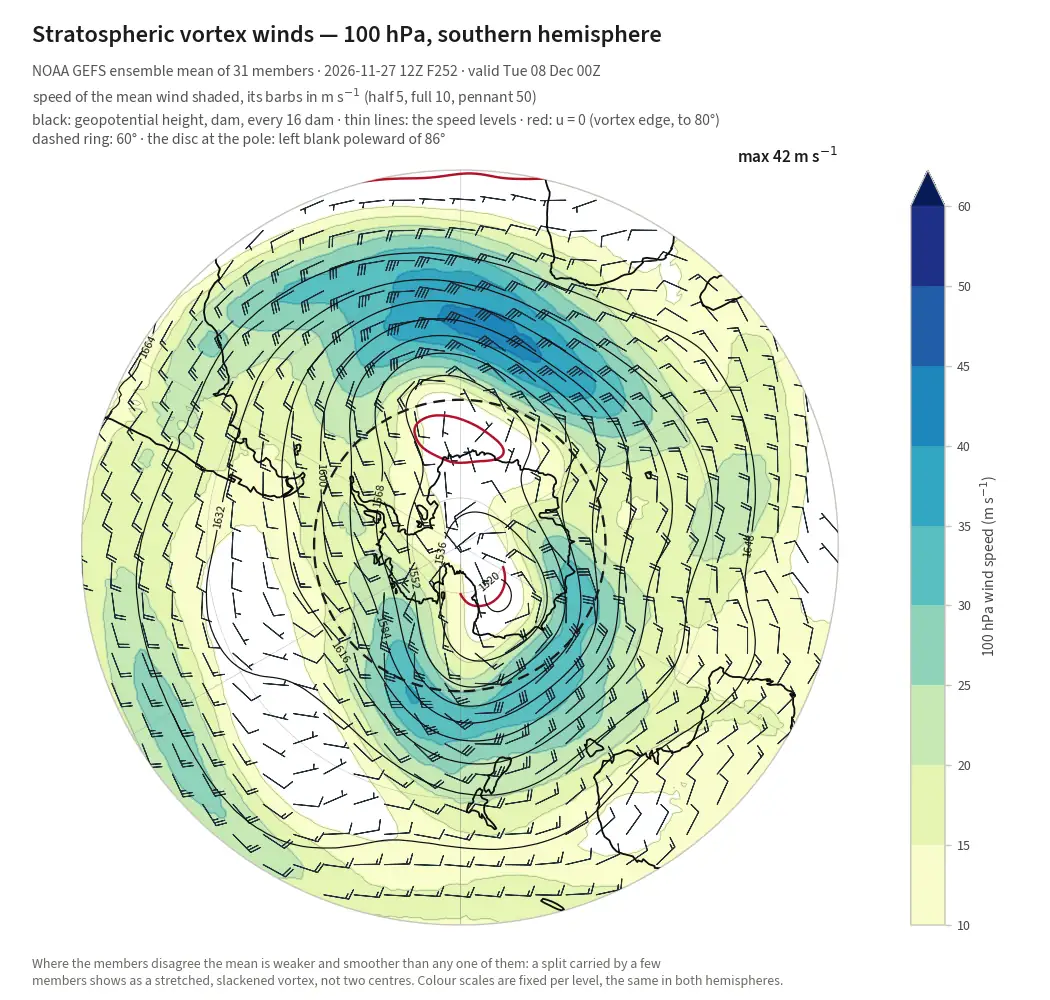 Stratospheric vortex winds — 100 hPa, southern hemisphere
NOAA GEFS ensemble mean of 31 members · 2026-11-27 12Z F252 · valid Tue 08 Dec 00Z
speed of the mean wind shaded, its barbs in m s⁻¹ (half 5, full 10, pennant 50)
black: geopotential height, dam, every 16 dam · thin lines: the speed levels · red: u = 0 (vortex edge, to 80°)
dashed ring: 60° · the disc at the pole: left blank poleward of 86°
max 42 m s⁻¹
60
50
45
40
35
30
25
20
15
10
100 hPa wind speed (m s⁻¹)
1664
1600
1568
1632
1536
1648
1552
1520
1584
1616
Where the members disagree the mean is weaker and smoother than any one of them: a split carried by a few
members shows as a stretched, slackened vortex, not two centres. Colour scales are fixed per level, the same in both hemispheres.